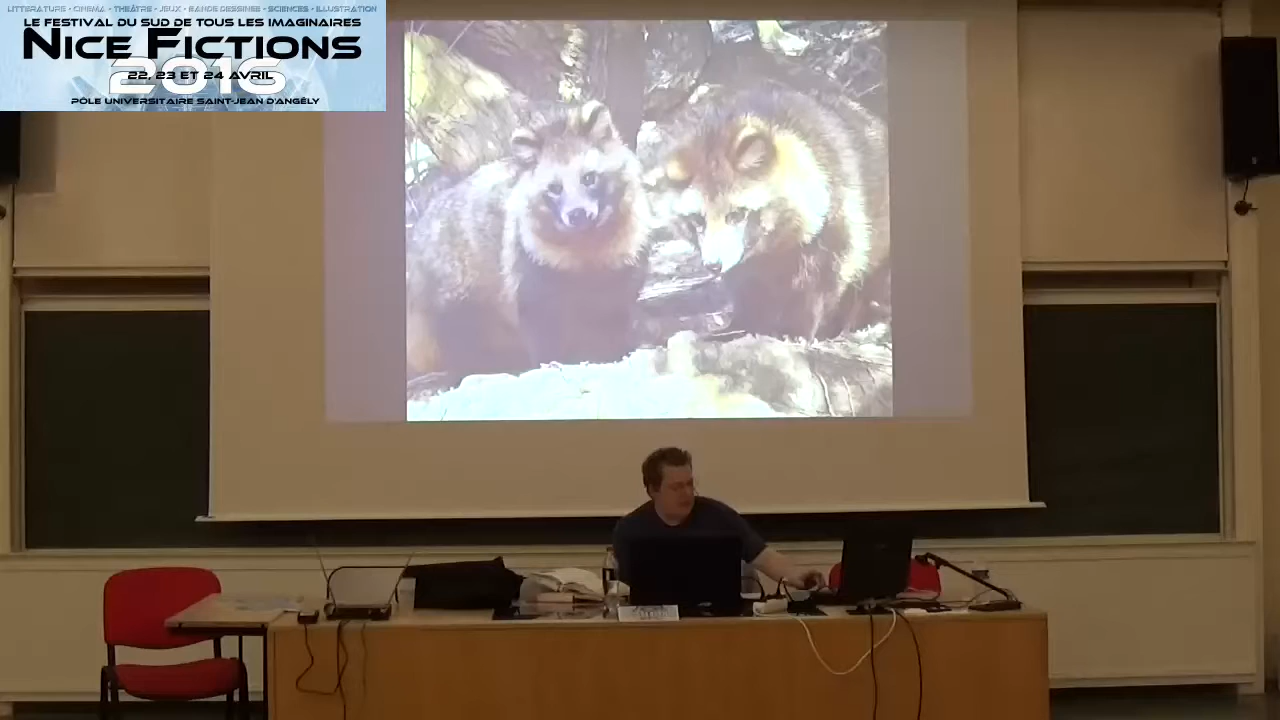 LITTÉRATURE • CINÉMA • THÉÂTRE • JEUX • BANDE DESSINÉE • SCIENCES • ILLUSTRATION
LE FESTIVAL DU SUD DE TOUS LES IMAGINAIRES
NICE FICTIONS
2016
22, 23 ET 24 AVRIL
PÔLE UNIVERSITAIRE SAINT-JEAN D'ANGÉLY